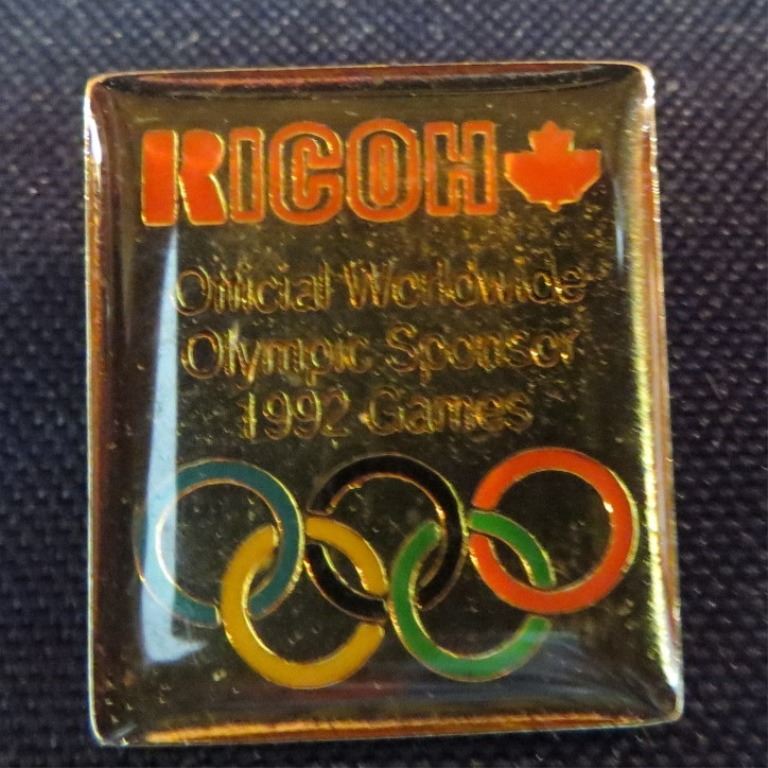 RICOH
Official Worldwide
Olympic Sponsor
1992 Games